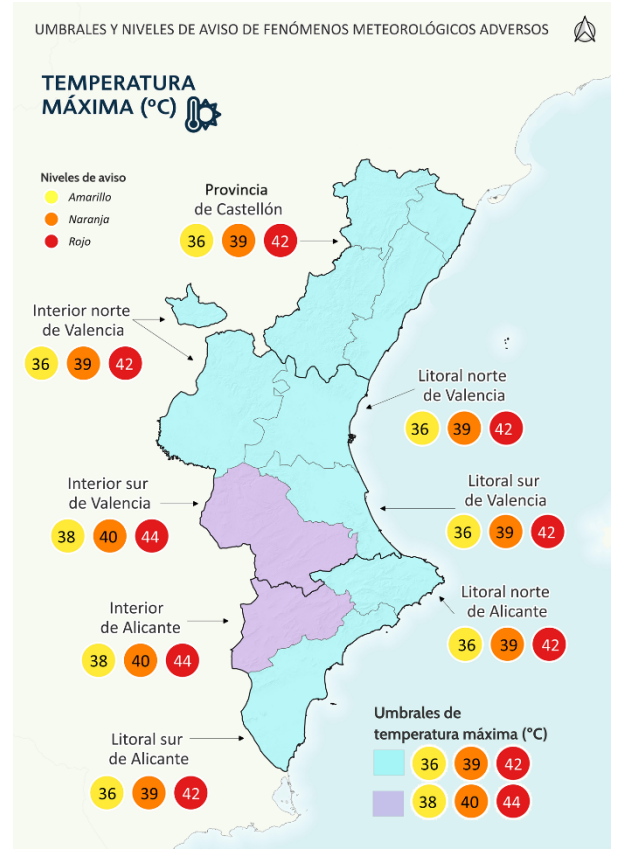 UMBRALES Y NIVELES DE AVISO DE FENÓMENOS METEOROLÓGICOS ADVERSOS
TEMPERATURA
MÁXIMA (ºC)
Niveles de aviso
Amarillo
Naranja
Rojo
Provincia
de Castellón
36 39 42
Interior norte
de Valencia
36 39 42
Litoral norte
de Valencia
36 39 42
Interior sur
de Valencia
38 40 44
Litoral sur
de Valencia
36 39 42
Interior
de Alicante
38 40 44
Litoral norte
de Alicante
36 39 42
Litoral sur
de Alicante
36 39 42
Umbrales de
temperatura máxima (ºC)
36 39 42
38 40 44